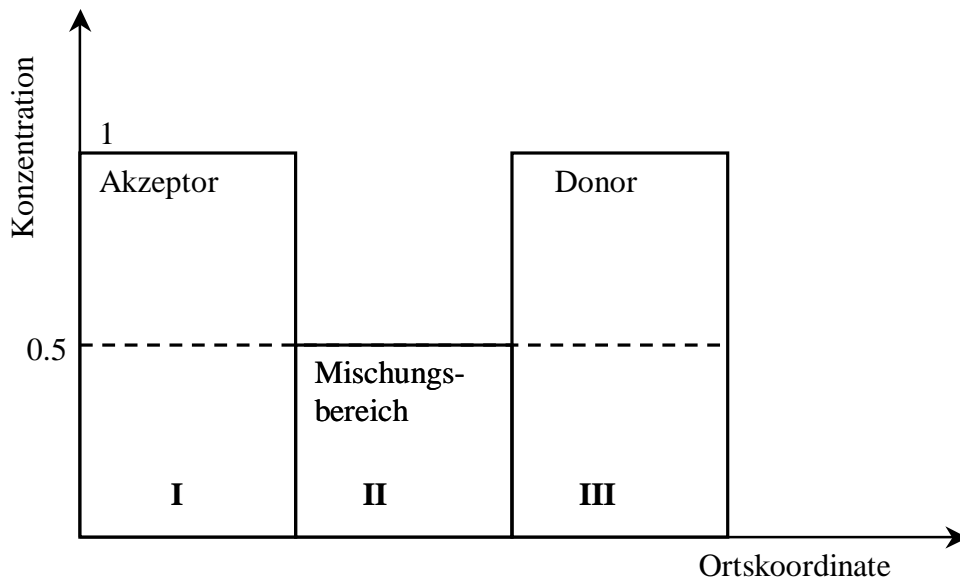 Konzentration
1
Akzeptor
Donor
0.5
Mischungs-
bereich
I
II
III
Ortskoordinate